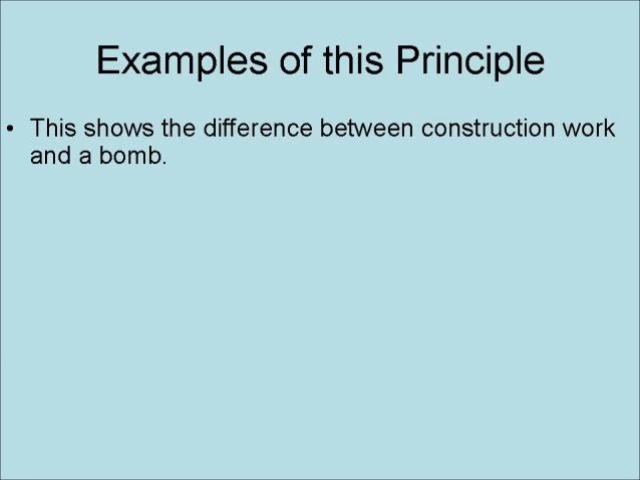 Examples of this Principle
• This shows the difference between construction work
and a bomb.